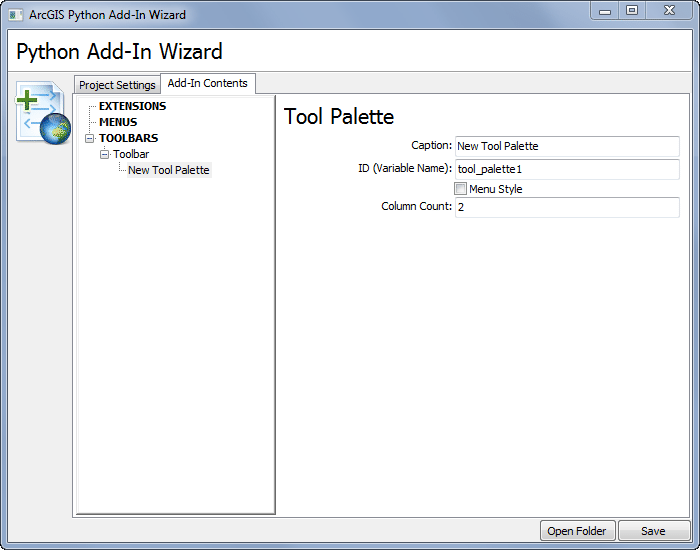 ArcGIS Python Add-In Wizard
Python Add-In Wizard
Project Settings
Add-In Contents
EXTENSIONS
MENUS
TOOLBARS
Toolbar
New Tool Palette
Tool Palette
Caption: New Tool Palette
ID (Variable Name): tool_palette1
Menu Style
Column Count: 2
Open Folder
Save